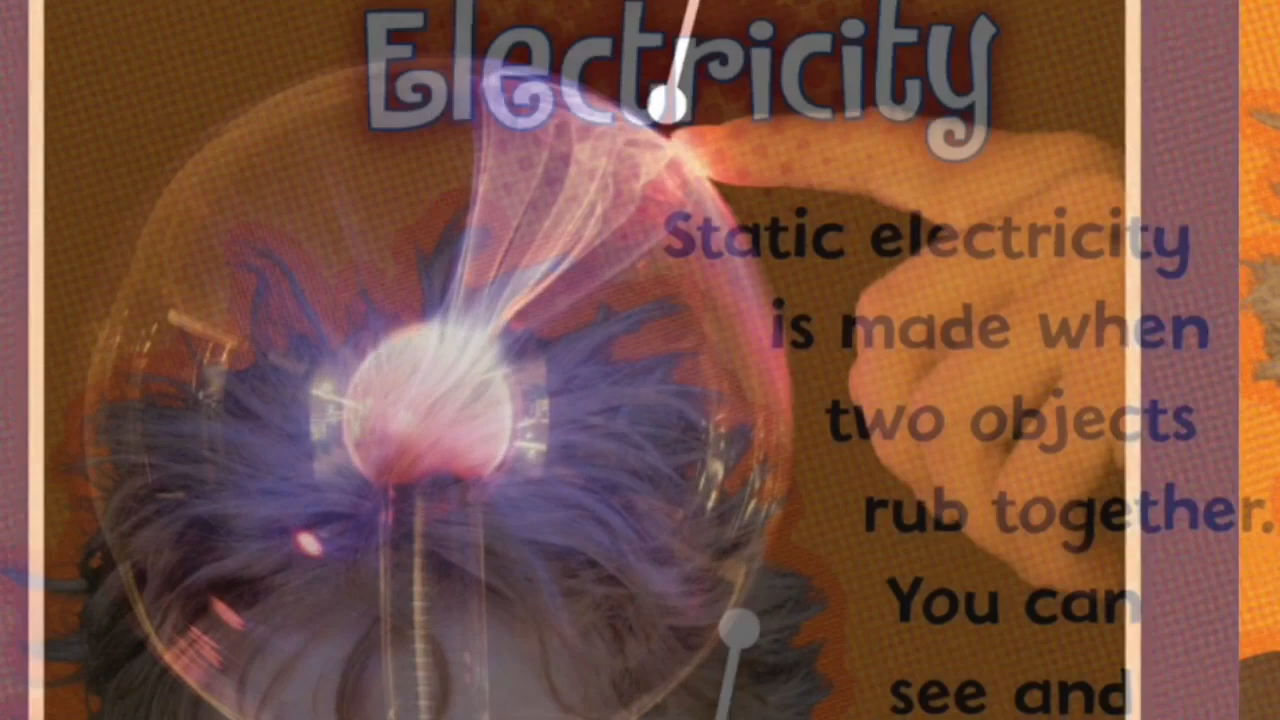 Electricity
Static electricity
is made when
two objects
rub together.
You can
see and